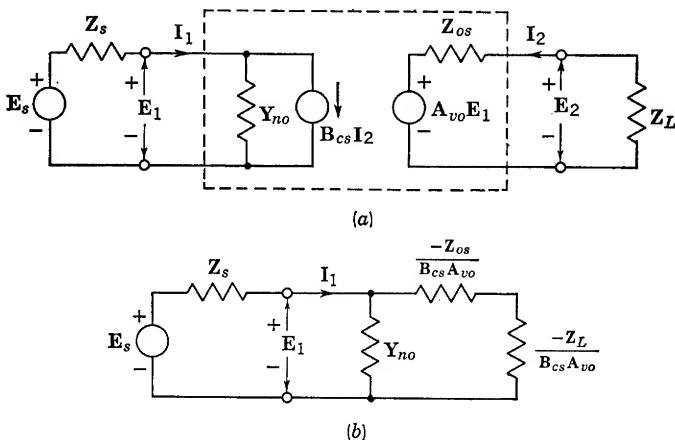 Z_s I_1 Z_os I_2
+ + + +
E_s E_1 Y_no B_cs I_2 A_vo E_1 E_2 Z_L
− − − −
(a)
Z_s I_1 -Z_os / B_cs A_vo
+ +
E_s E_1 Y_no -Z_L / B_cs A_vo
− −
(b)